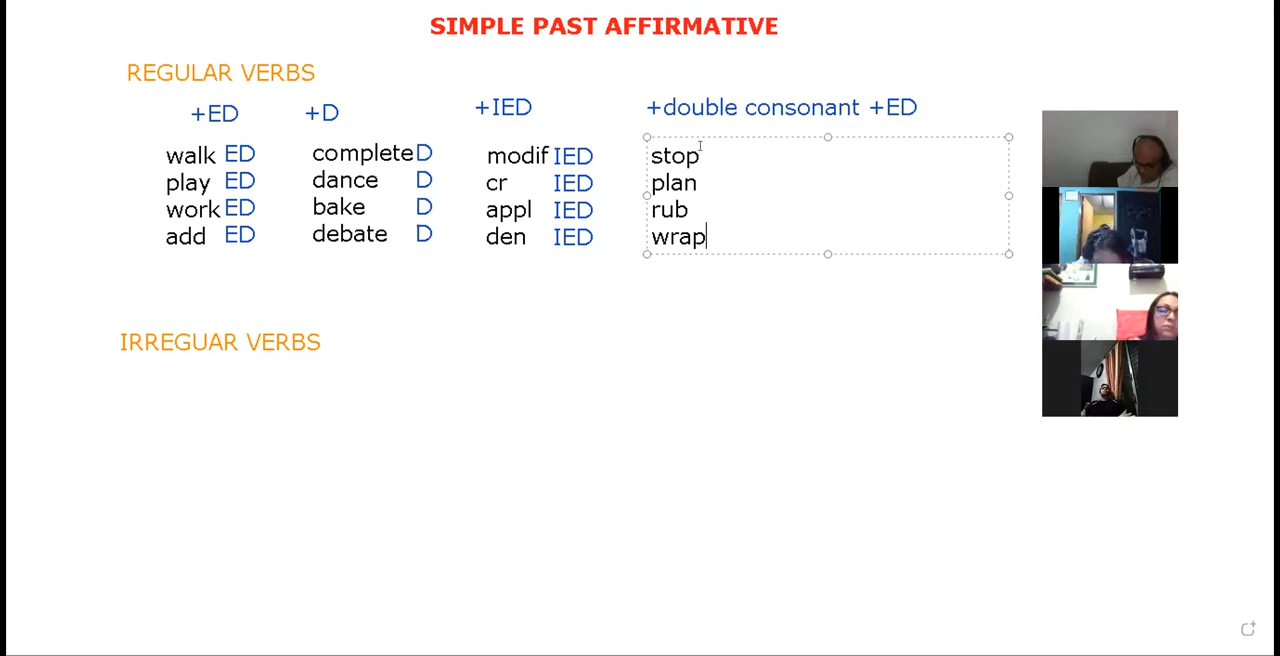 SIMPLE PAST AFFIRMATIVE
REGULAR VERBS
+ED +D +IED +double consonant +ED
walk ED complete D modif IED stop
play ED dance D cr IED plan
work ED bake D appl IED rub
add ED debate D den IED wrap
IRREGUAR VERBS